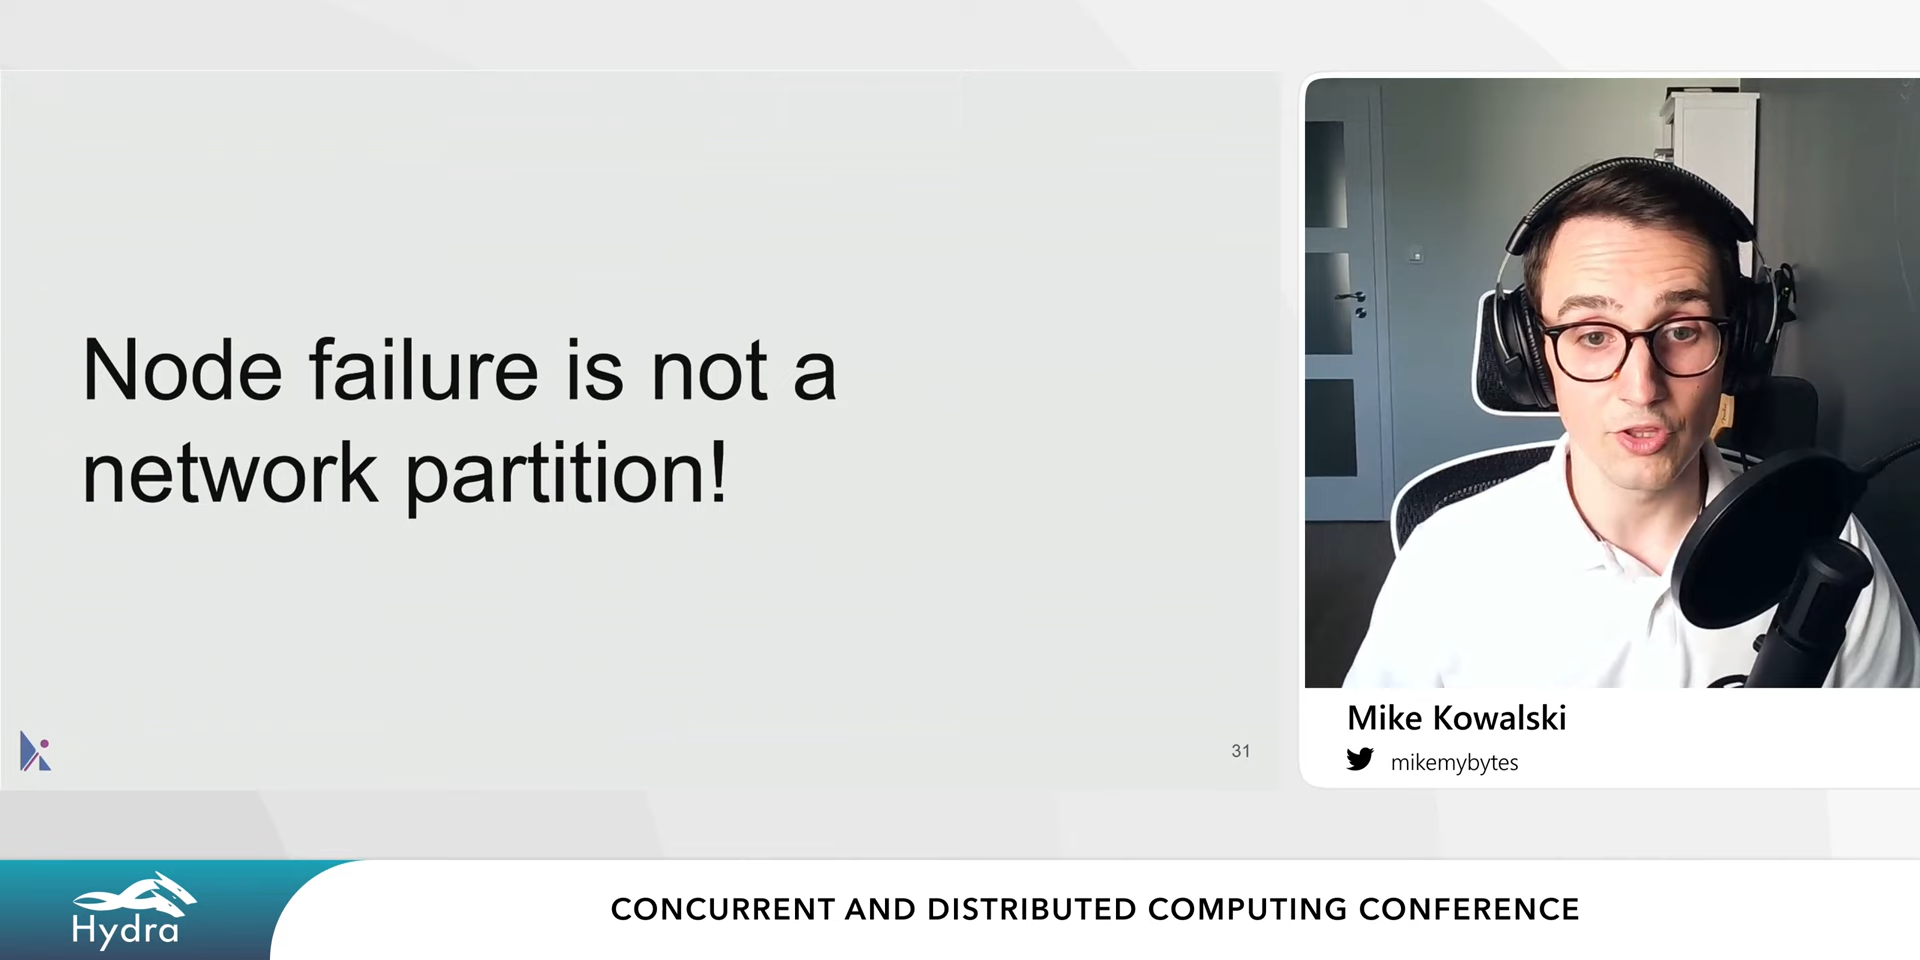 Node failure is not a
network partition!
31
Mike Kowalski
mikemybytes
Hydra
CONCURRENT AND DISTRIBUTED COMPUTING CONFERENCE